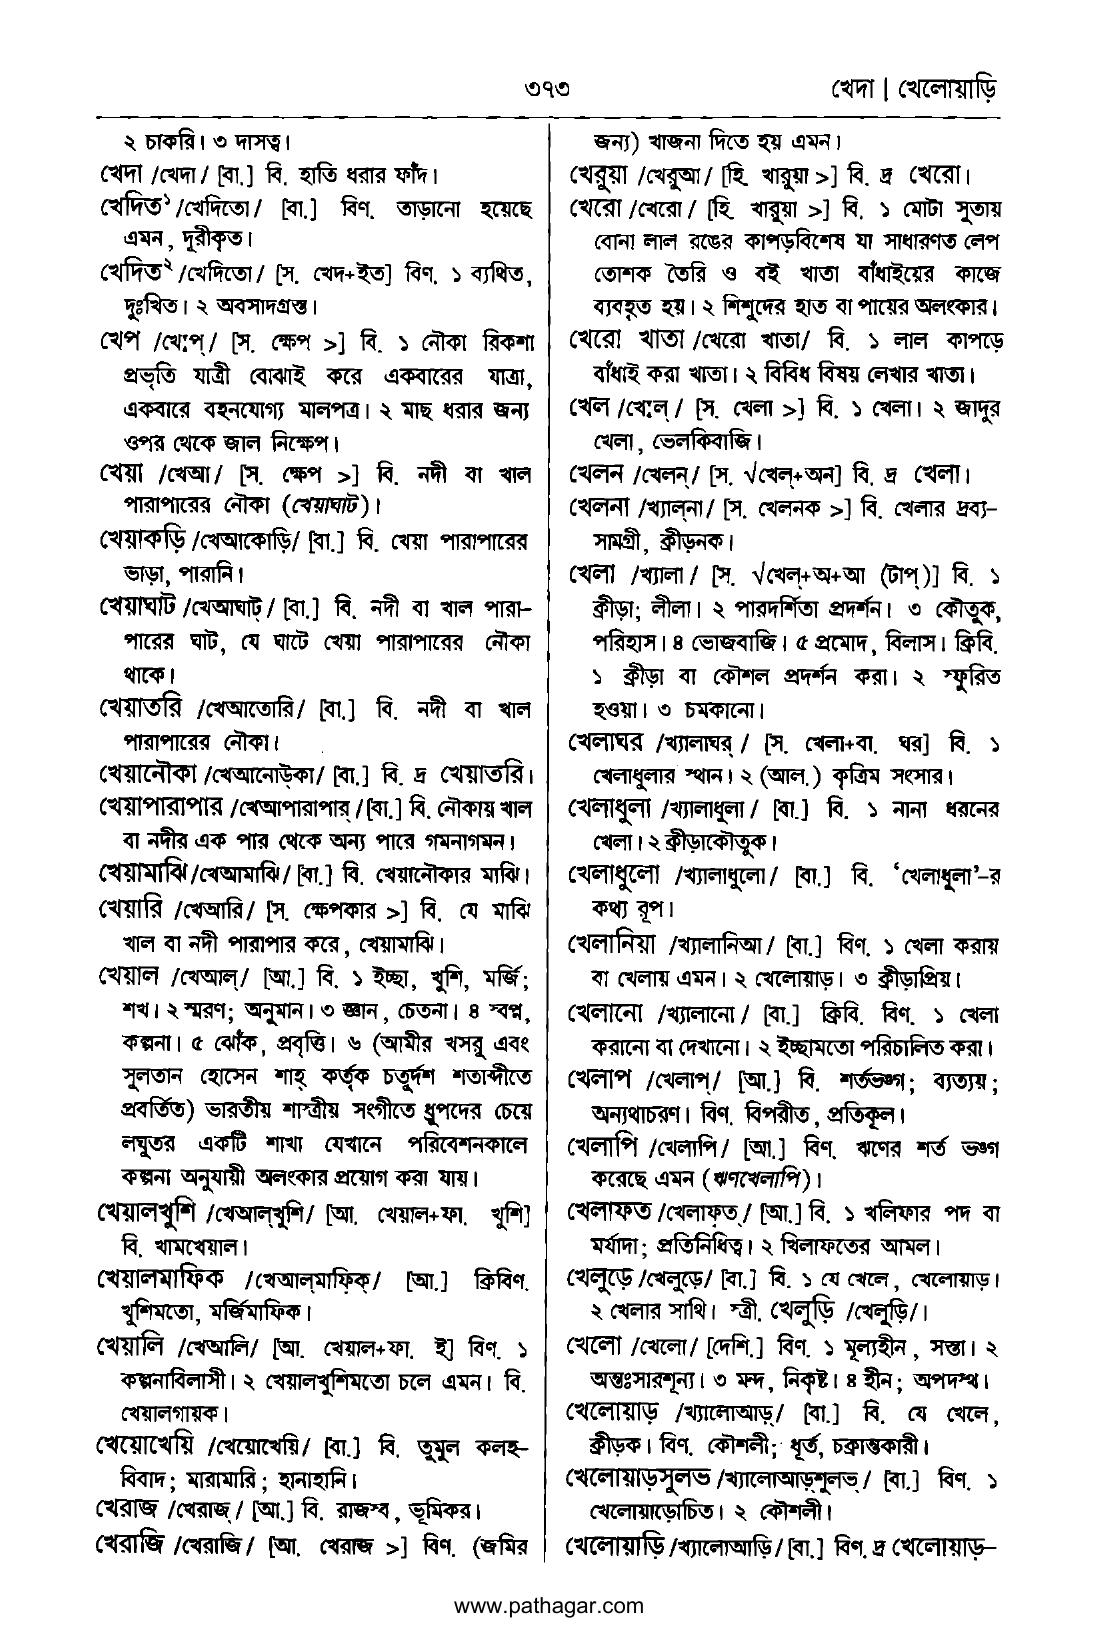 ৩৭৩
খেদা | খেলোয়াড়ি
২ চাকরি। ৩ দাসত্ব।
খেদা /খেদা/ [বা.] বি. হাতি ধরার ফাঁদ।
খেদিত১ /খেদিতো/ [বা.] বিণ. তাড়ানো হয়েছে
এমন, দূরীকৃত।
খেদিত২ /খেদিতো/ [স. খেদ+ইত] বিণ. ১ ব্যথিত,
দুঃখিত। ২ অবসাদগ্রস্ত।
খেপ /খেপ্/ [স. ক্ষেপ >] বি. ১ নৌকা রিকশা
প্রভৃতি যাত্রী বোঝাই করে একবারের যাত্রা,
একবারে বহনযোগ্য মালপত্র। ২ মাছ ধরার জন্য
ওপর থেকে জাল নিক্ষেপ।
খেয়া /খেআ/ [স. ক্ষেপ >] বি. নদী বা খাল
পারাপারের নৌকা (খেয়াঘাট)।
খেয়াকড়ি /খেআকোড়ি/ [বা.] বি. খেয়া পারাপারের
ভাড়া, পারানি।
খেয়াঘাট /খেআঘাট্/ [বা.] বি. নদী বা খাল পারা-
পারের ঘাট, যে ঘাটে খেয়া পারাপারের নৌকা
থাকে।
খেয়াতরি /খেআতোরি/ [বা.] বি. নদী বা খাল
পারাপারের নৌকা।
খেয়ানৌকা /খেআনোউ্কা/ [বা.] বি. দ্র খেয়াতরি।
খেয়াপারাপার /খেআপারাপার্/ [বা.] বি. নৌকায় খাল
বা নদীর এক পার থেকে অন্য পারে গমনাগমন।
খেয়ামাঝি /খেআমাঝি/ [বা.] বি. খেয়ানৌকার মাঝি।
খেয়ারি /খেআরি/ [স. ক্ষেপকার >] বি. যে মাঝি
খাল বা নদী পারাপার করে, খেয়ামাঝি।
খেয়াল /খেআল্/ [আ.] বি. ১ ইচ্ছা, খুশি, মর্জি;
শখ। ২ স্মরণ; অনুমান। ৩ জ্ঞান, চেতনা। ৪ স্বপ্ন,
কল্পনা। ৫ ঝোঁক, প্রবৃত্তি। ৬ (আমীর খসরু এবং
সুলতান হোসেন শাহ্ কর্তৃক চতুর্দশ শতাব্দীতে
প্রবর্তিত) ভারতীয় শাস্ত্রীয় সংগীতে ধ্রুপদের চেয়ে
লঘুতর একটি শাখা যেখানে পরিবেশনকালে
কল্পনা অনুযায়ী অলংকার প্রয়োগ করা যায়।
খেয়ালখুশি /খেআল্‌খুশি/ [আ. খেয়াল+ফা. খুশি]
বি. খামখেয়াল।
খেয়ালমাফিক /খেআল্‌মাফিক্/ [আ.] ক্রিবিণ.
খুশিমতো, মর্জিমাফিক।
খেয়ালি /খেআলি/ [আ. খেয়াল+ফা. ই] বিণ. ১
কল্পনাবিলাসী। ২ খেয়ালখুশিমতো চলে এমন। বি.
খেয়ালগায়ক।
খেয়োখেয়ি /খেয়োখেয়ি/ [বা.] বি. তুমুল কলহ-
বিবাদ; মারামারি; হানাহানি।
খেরাজ /খেরাজ্/ [আ.] বি. রাজস্ব, ভূমিকর।
খেরাজি /খেরাজি/ [আ. খেরাজ >] বিণ. (জমির
জন্য) খাজনা দিতে হয় এমন।
খেরুয়া /খেরুআ/ [হি. খারুয়া >] বি. দ্র খেরো।
খেরো /খেরো/ [হি. খারুয়া >] বি. ১ মোটা সূতায়
বোনা লাল রঙের কাপড়বিশেষ যা সাধারণত লেপ
তোশক তৈরি ও বই খাতা বাঁধাইয়ের কাজে
ব্যবহৃত হয়। ২ শিশুদের হাত বা পায়ের অলংকার।
খেরো খাতা /খেরো খাতা/ বি. ১ লাল কাপড়ে
বাঁধাই করা খাতা। ২ বিবিধ বিষয় লেখার খাতা।
খেল /খেল্/ [স. খেলা >] বি. ১ খেলা। ২ জাদুর
খেলা, ভেলকিবাজি।
খেলন /খেলন্/ [স. √খেল্+অন] বি. দ্র খেলা।
খেলনা /খ্যাল্‌না/ [স. খেলনক >] বি. খেলার দ্রব্য-
সামগ্রী, ক্রীড়নক।
খেলা /খ্যালা/ [স. √খেল্+অ+আ (টাপ্)] বি. ১
ক্রীড়া; লীলা। ২ পারদর্শিতা প্রদর্শন। ৩ কৌতুক,
পরিহাস। ৪ ভোজবাজি। ৫ প্রমোদ, বিলাস। ক্রিবি.
১ ক্রীড়া বা কৌশল প্রদর্শন করা। ২ স্ফুরিত
হওয়া। ৩ চমকানো।
খেলাঘর /খ্যালাঘর্/ [স. খেলা+বা. ঘর] বি. ১
খেলাধুলার স্থান। ২ (আল.) কৃত্রিম সংসার।
খেলাধুলা /খ্যালাধুলা/ [বা.] বি. ১ নানা ধরনের
খেলা। ২ ক্রীড়াকৌতুক।
খেলাধুলো /খ্যালাধুলো/ [বা.] বি. ‘খেলাধুলা’-র
কথ্য রূপ।
খেলানিয়া /খ্যালানিআ/ [বা.] বিণ. ১ খেলা করায়
বা খেলায় এমন। ২ খেলোয়াড়। ৩ ক্রীড়াপ্রিয়।
খেলানো /খ্যালানো/ [বা.] ক্রিবি. বিণ. ১ খেলা
করানো বা দেখানো। ২ ইচ্ছামতো পরিচালিত করা।
খেলাপ /খেলাপ্/ [আ.] বি. শর্তভঙ্গ; ব্যত্যয়;
অন্যথাচরণ। বিণ. বিপরীত, প্রতিকূল।
খেলাপি /খেলাপি/ [আ.] বিণ. ঋণের শর্ত ভঙ্গ
করেছে এমন (ঋণখেলাপি)।
খেলাফত /খেলাফ়ত্/ [আ.] বি. ১ খলিফার পদ বা
মর্যাদা; প্রতিনিধিত্ব। ২ খিলাফতের আমল।
খেলুড়ে /খেলুড়ে/ [বা.] বি. ১ যে খেলে, খেলোয়াড়।
২ খেলার সাথি। স্ত্রী. খেলুড়ি /খেলুড়ি/।
খেলো /খেলো/ [দেশি.] বিণ. ১ মূল্যহীন, সস্তা। ২
অন্তঃসারশূন্য। ৩ মন্দ, নিকৃষ্ট। ৪ হীন; অপদস্থ।
খেলোয়াড় /খ্যালোআড়্/ [বা.] বি. যে খেলে,
ক্রীড়ক। বিণ. কৌশলী; ধূর্ত, চক্রান্তকারী।
খেলোয়াড়সুলভ /খ্যালোআড়্‌শুলভ্/ [বা.] বিণ. ১
খেলোয়াড়োচিত। ২ কৌশলী।
খেলোয়াড়ি /খ্যালোআড়ি/ [বা.] বিণ. দ্র খেলোয়াড়-
www.pathagar.com